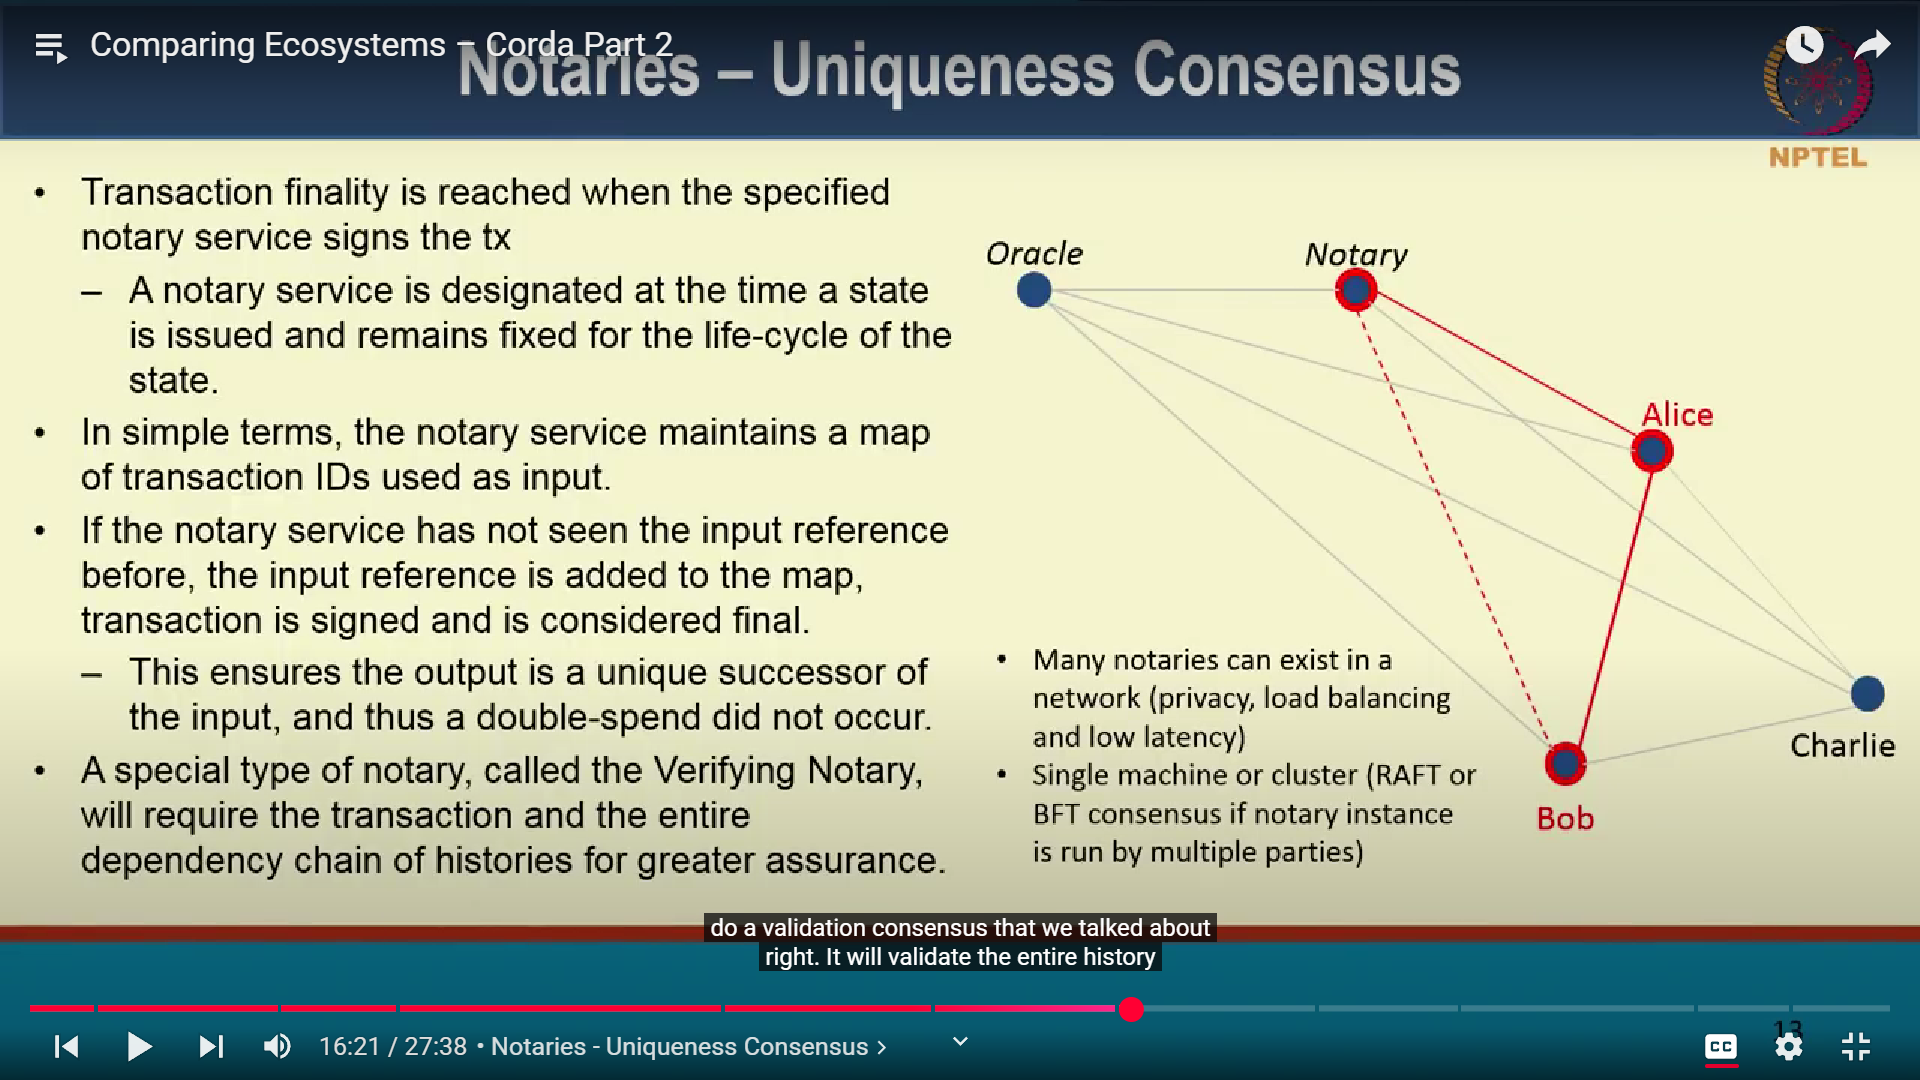 Comparing Ecosystems – Corda Part 2
Notaries – Uniqueness Consensus
NPTEL
• Transaction finality is reached when the specified
notary service signs the tx
– A notary service is designated at the time a state
is issued and remains fixed for the life-cycle of the
state.
• In simple terms, the notary service maintains a map
of transaction IDs used as input.
• If the notary service has not seen the input reference
before, the input reference is added to the map,
transaction is signed and is considered final.
– This ensures the output is a unique successor of
the input, and thus a double-spend did not occur.
• A special type of notary, called the Verifying Notary,
will require the transaction and the entire
dependency chain of histories for greater assurance.
Oracle
Notary
Alice
Charlie
Bob
• Many notaries can exist in a
network (privacy, load balancing
and low latency)
• Single machine or cluster (RAFT or
BFT consensus if notary instance
is run by multiple parties)
do a validation consensus that we talked about
right. It will validate the entire history
13
16:21 / 27:38 • Notaries - Uniqueness Consensus
CC